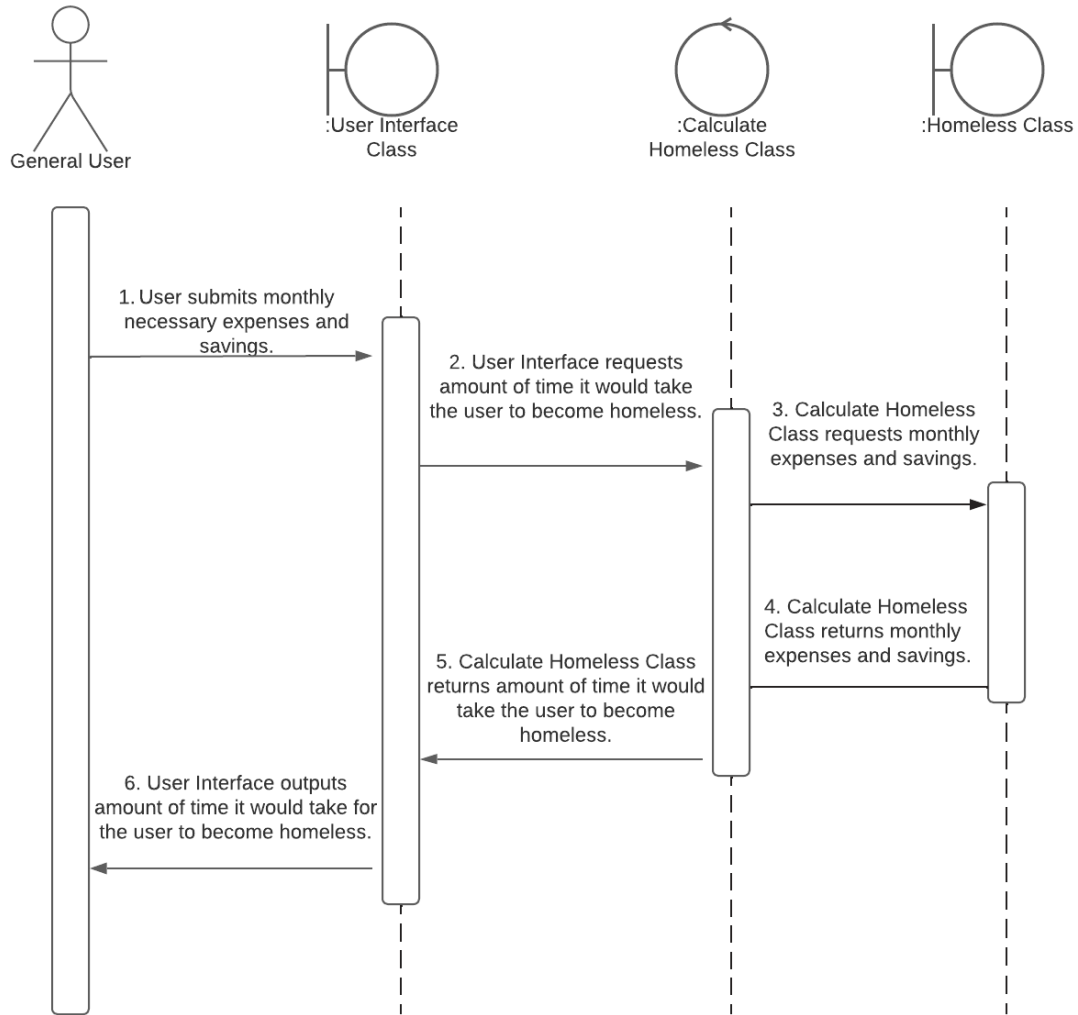 General User
:User Interface
Class
:Calculate
Homeless Class
:Homeless Class
1. User submits monthly
necessary expenses and
savings.
2. User Interface requests
amount of time it would take
the user to become homeless.
3. Calculate Homeless
Class requests monthly
expenses and savings.
4. Calculate Homeless
Class returns monthly
expenses and savings.
5. Calculate Homeless Class
returns amount of time it would
take the user to become
homeless.
6. User Interface outputs
amount of time it would take for
the user to become homeless.